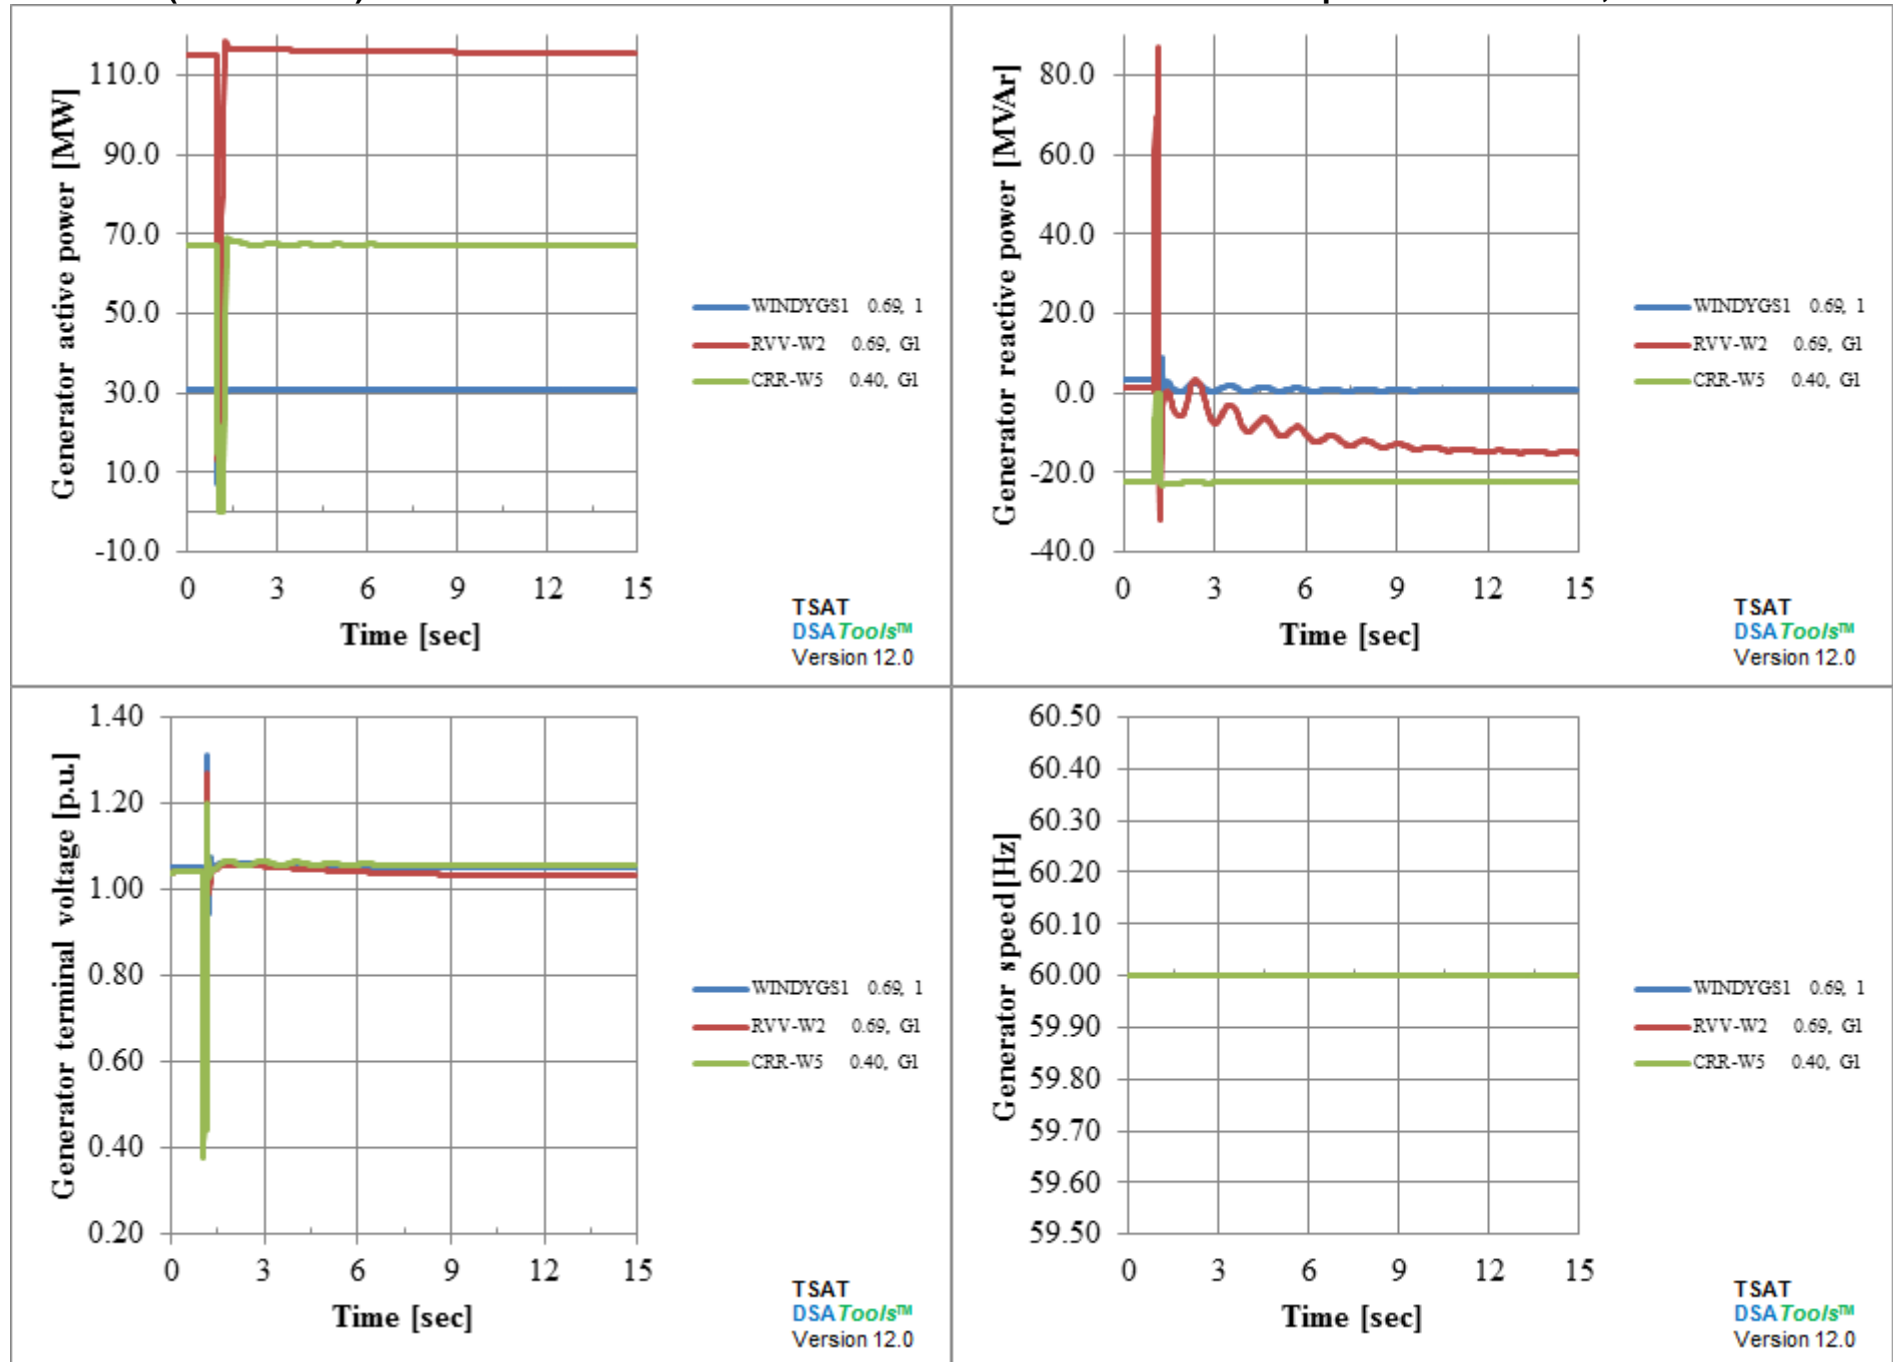 Generator active power [MW]
110.0
90.0
70.0
50.0
30.0
10.0
-10.0
0 3 6 9 12 15
Time [sec]
WINDYGS1 0.69, 1
RVV-W2 0.69, G1
CRR-W5 0.40, G1
TSAT
DSATools™
Version 12.0
Generator reactive power [MVAr]
80.0
60.0
40.0
20.0
0.0
-20.0
-40.0
0 3 6 9 12 15
Time [sec]
WINDYGS1 0.69, 1
RVV-W2 0.69, G1
CRR-W5 0.40, G1
TSAT
DSATools™
Version 12.0
Generator terminal voltage [p.u.]
1.40
1.20
1.00
0.80
0.60
0.40
0.20
0 3 6 9 12 15
Time [sec]
WINDYGS1 0.69, 1
RVV-W2 0.69, G1
CRR-W5 0.40, G1
TSAT
DSATools™
Version 12.0
Generator speed[Hz]
60.50
60.40
60.30
60.20
60.10
60.00
59.90
59.80
59.70
59.60
59.50
0 3 6 9 12 15
Time [sec]
WINDYGS1 0.69, 1
RVV-W2 0.69, G1
CRR-W5 0.40, G1
TSAT
DSATools™
Version 12.0